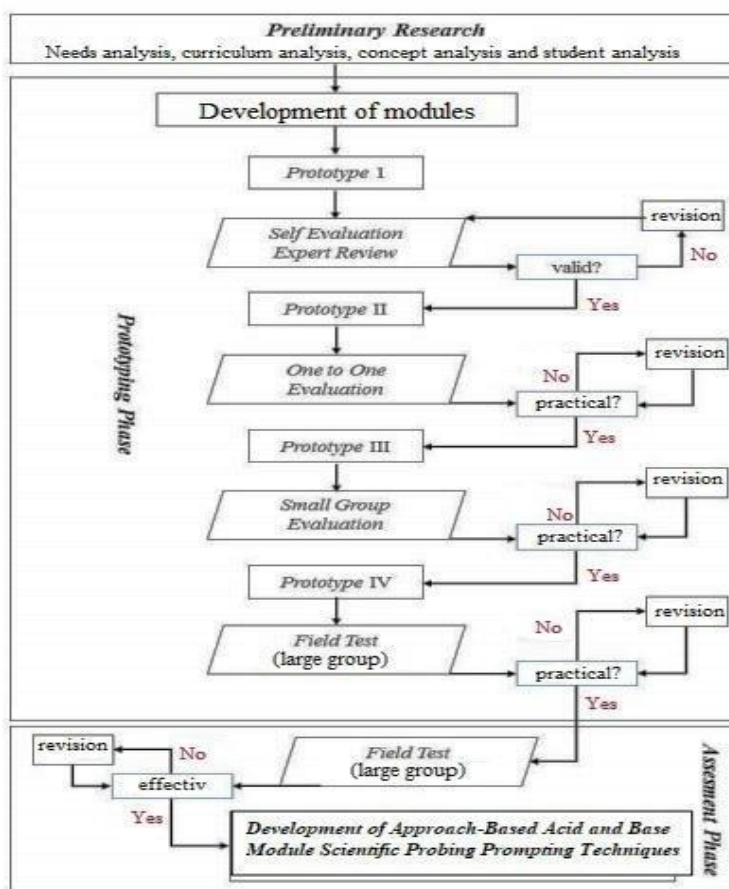 Preliminary Research
Needs analysis, curriculum analysis, concept analysis and student analysis
Development of modules
Prototype I
Self Evaluation
Expert Review
revision
valid?
No
Yes
Prototype II
One to One
Evaluation
No
revision
practical?
Yes
Prototype III
Small Group
Evaluation
No
revision
practical?
Yes
Prototype IV
Field Test
(large group)
No
revision
practical?
Yes
Prototyping Phase
revision
No
Field Test
(large group)
effectiv
Yes
Development of Approach-Based Acid and Base
Module Scientific Probing Prompting Techniques
Assesment Phase